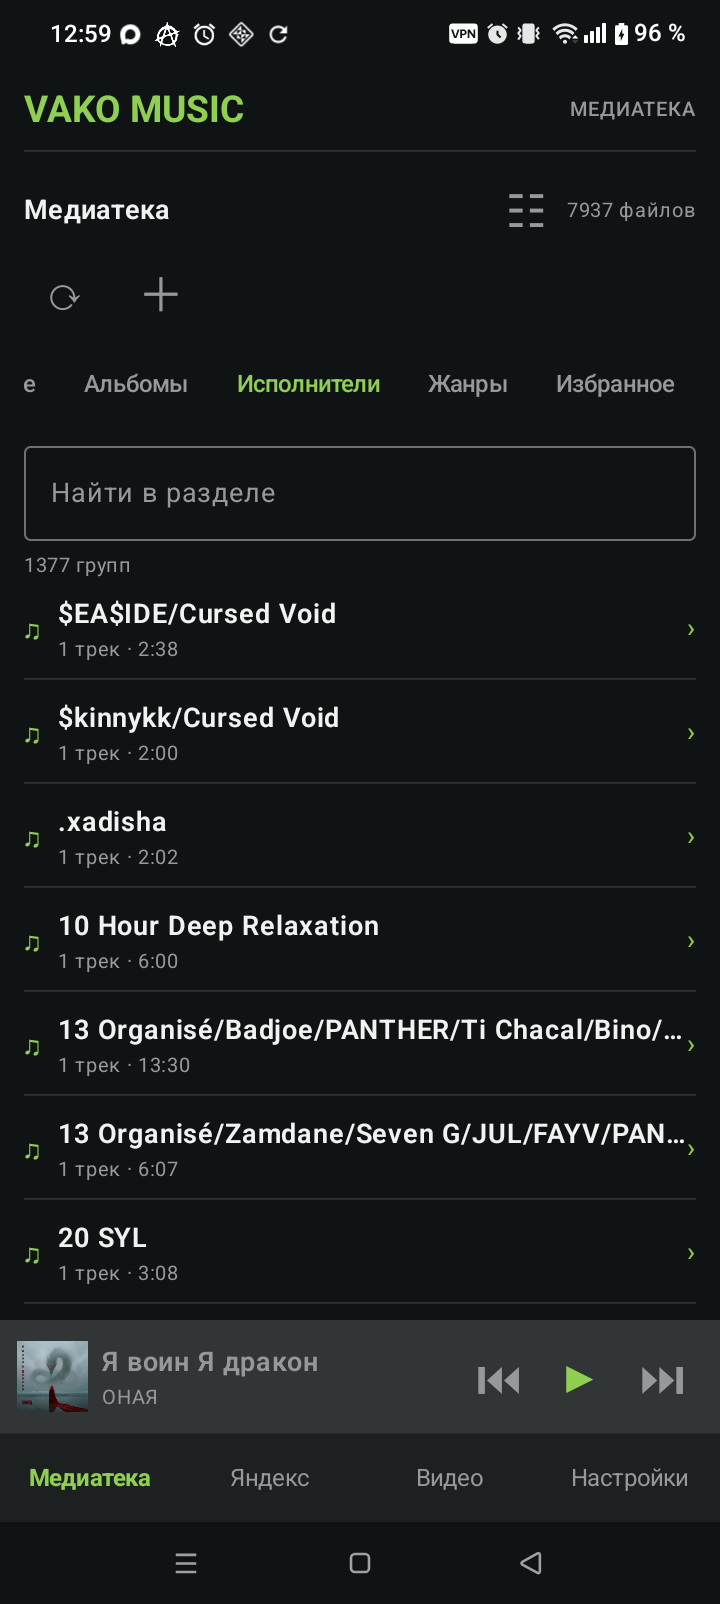 12:59 VPN 96 %
VAKO MUSIC МЕДИАТЕКА
Медиатека 7937 файлов
е Альбомы Исполнители Жанры Избранное
Найти в разделе
1377 групп
$EA$IDE/Cursed Void
1 трек · 2:38
$kinnykk/Cursed Void
1 трек · 2:00
.xadisha
1 трек · 2:02
10 Hour Deep Relaxation
1 трек · 6:00
13 Organisé/Badjoe/PANTHER/Ti Chacal/Bino/...
1 трек · 13:30
13 Organisé/Zamdane/Seven G/JUL/FAYV/PAN...
1 трек · 6:07
20 SYL
1 трек · 3:08
Я воин Я дракон
ОНАЯ
Медиатека Яндекс Видео Настройки